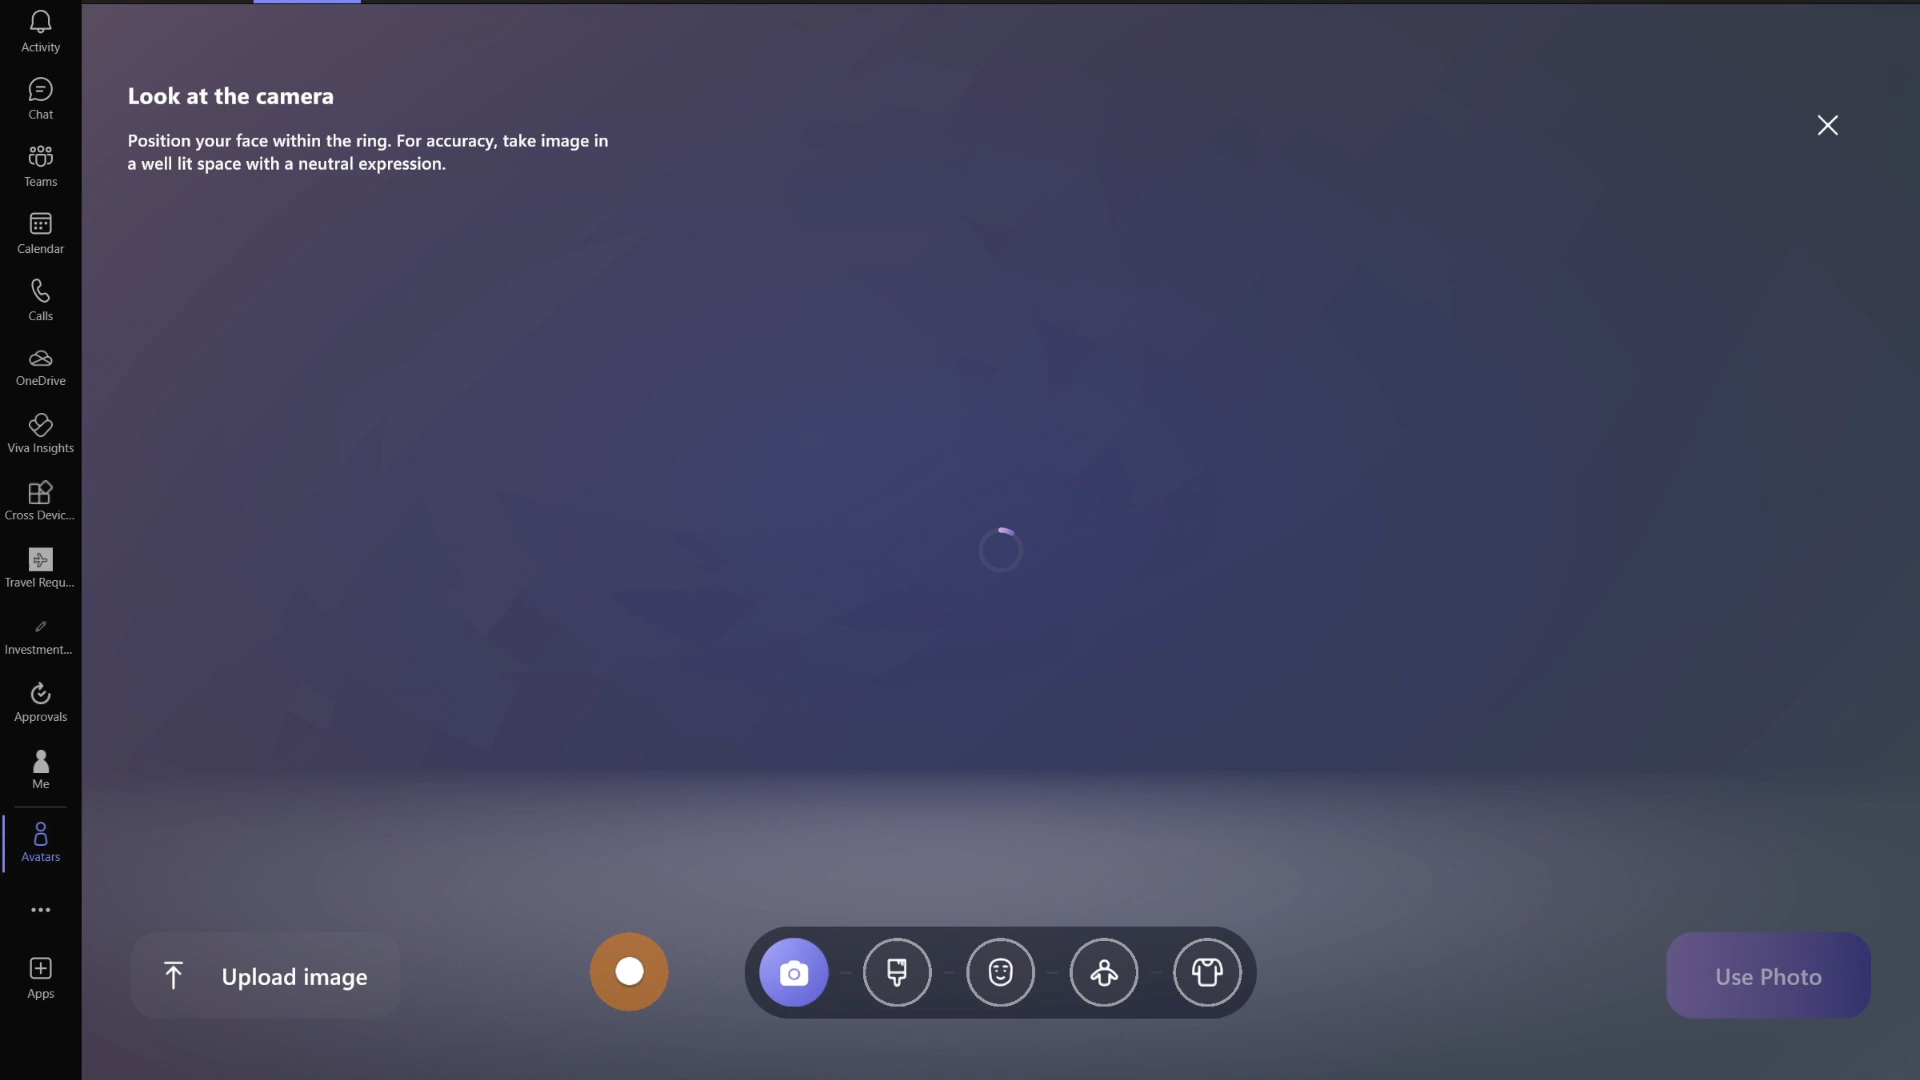 Activity
Chat
Teams
Calendar
Calls
OneDrive
Viva Insights
Cross Devic...
Travel Requ...
Investment...
Approvals
Me
Avatars
Apps
Look at the camera
Position your face within the ring. For accuracy, take image in
a well lit space with a neutral expression.
Upload image
Use Photo